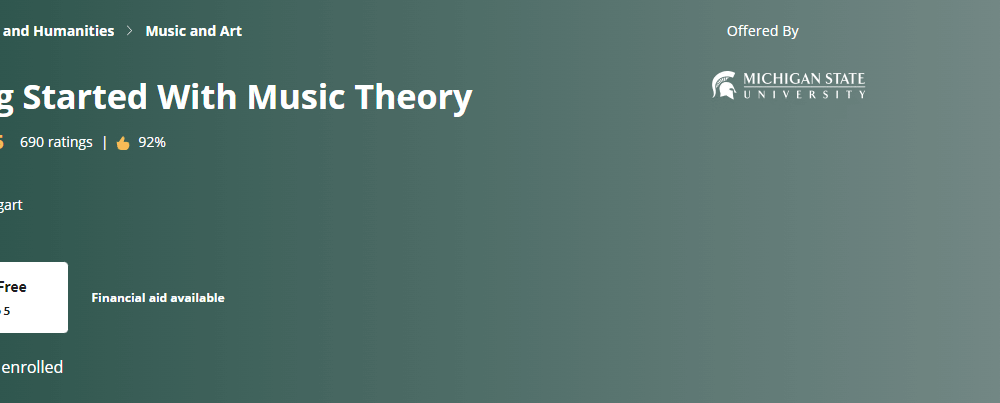 and Humanities > Music and Art
Offered By
MICHIGAN STATE
UNIVERSITY
g Started With Music Theory
690 ratings | 92%
gart
Free
5
Financial aid available
enrolled